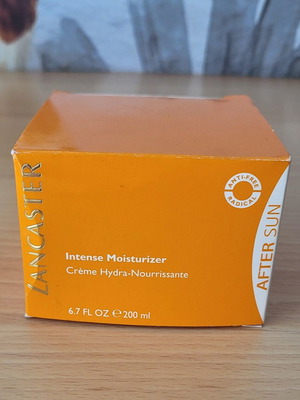 LANCASTER
ANTI-FREE
RADICAL
AFTER SUN
Intense Moisturizer
Crème Hydra-Nourrissante
6.7 FL OZ ℮ 200 ml